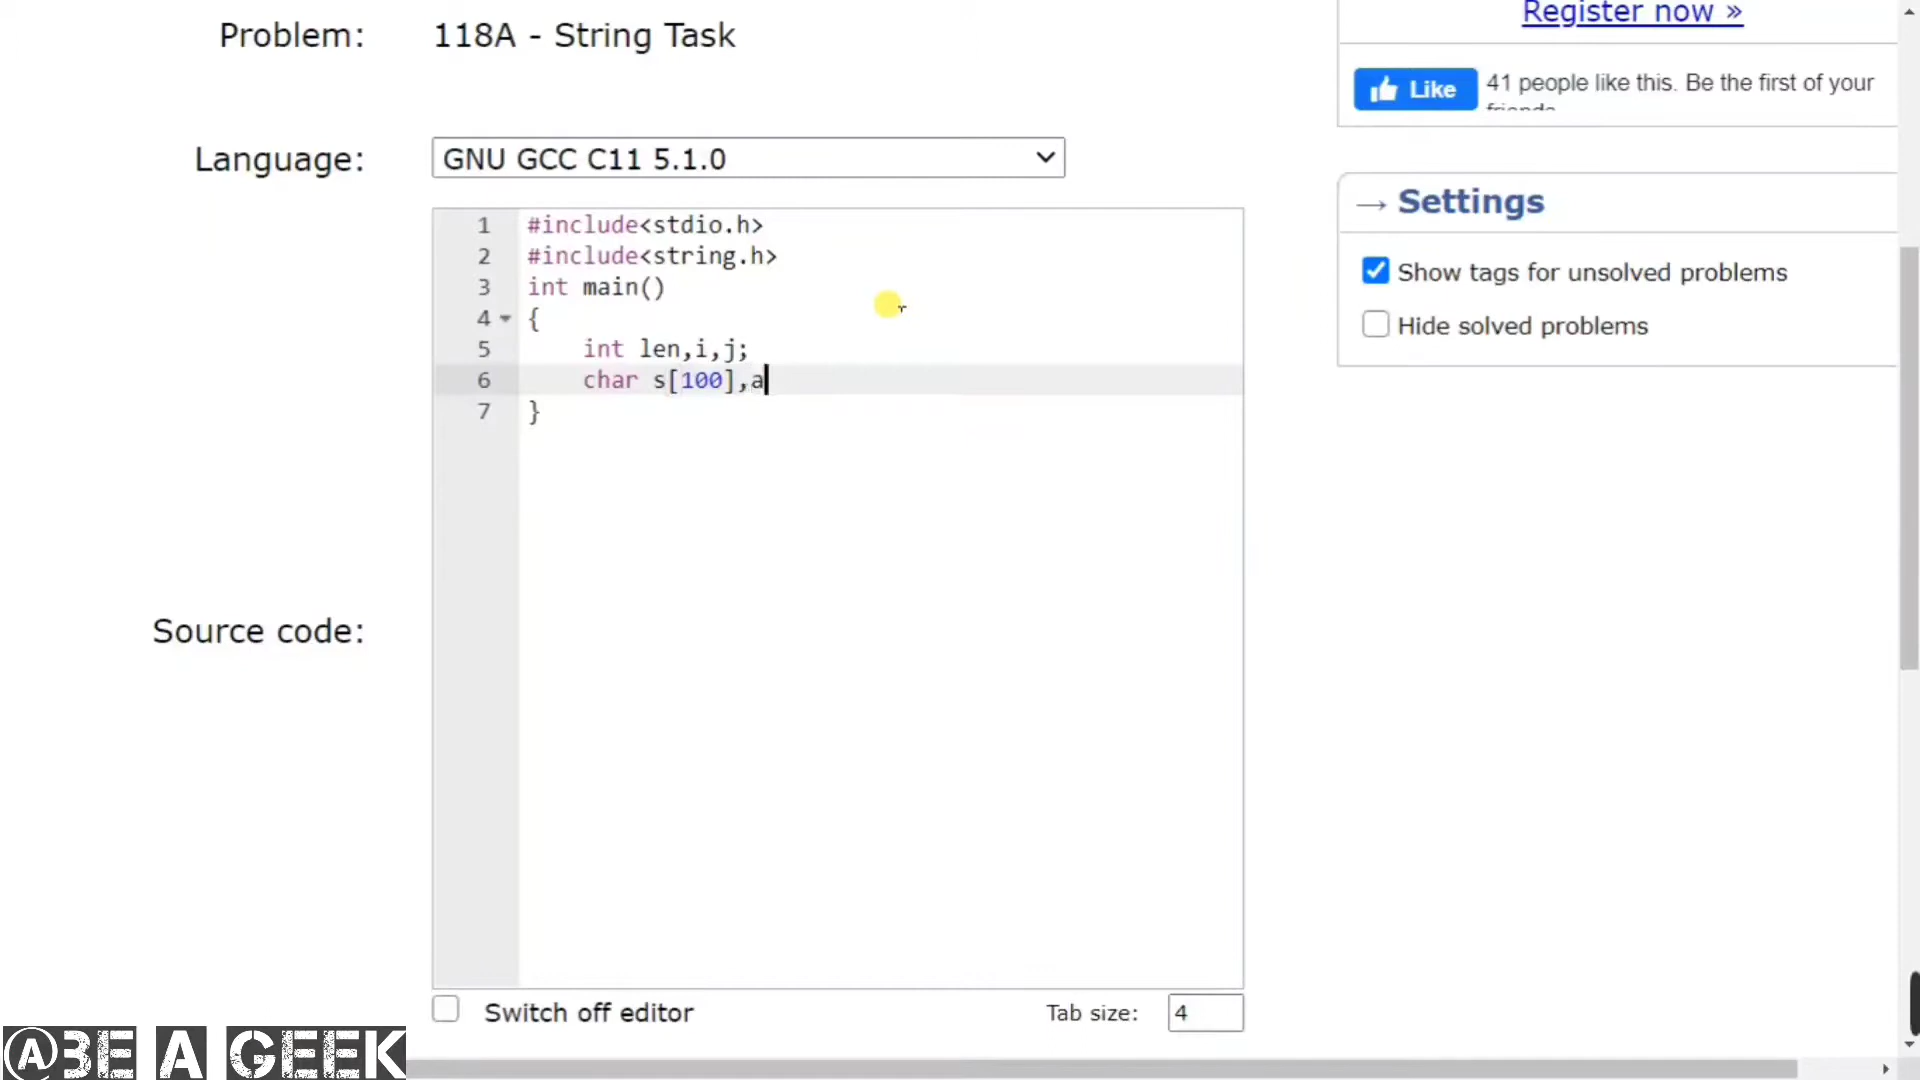 Problem: 118A - String Task
Register now »
Like 41 people like this. Be the first of your
friends.
Language: GNU GCC C11 5.1.0
→ Settings
Show tags for unsolved problems
Hide solved problems
1 #include<stdio.h>
2 #include<string.h>
3 int main()
4 {
5 int len,i,j;
6 char s[100],a
7 }
Source code:
Switch off editor Tab size: 4
@BE A GEEK